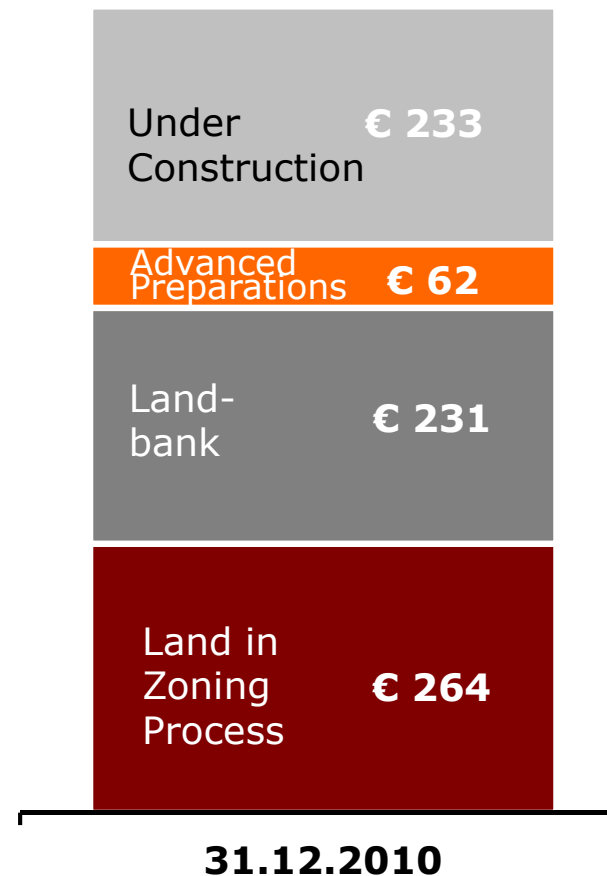 Under € 233
Construction
Advanced
Preparations € 62
Land-
bank € 231
Land in
Zoning € 264
Process
31.12.2010